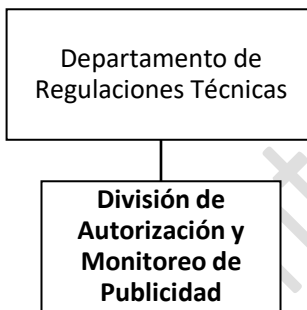 Departamento de
Regulaciones Técnicas
División de
Autorización y
Monitoreo de
Publicidad